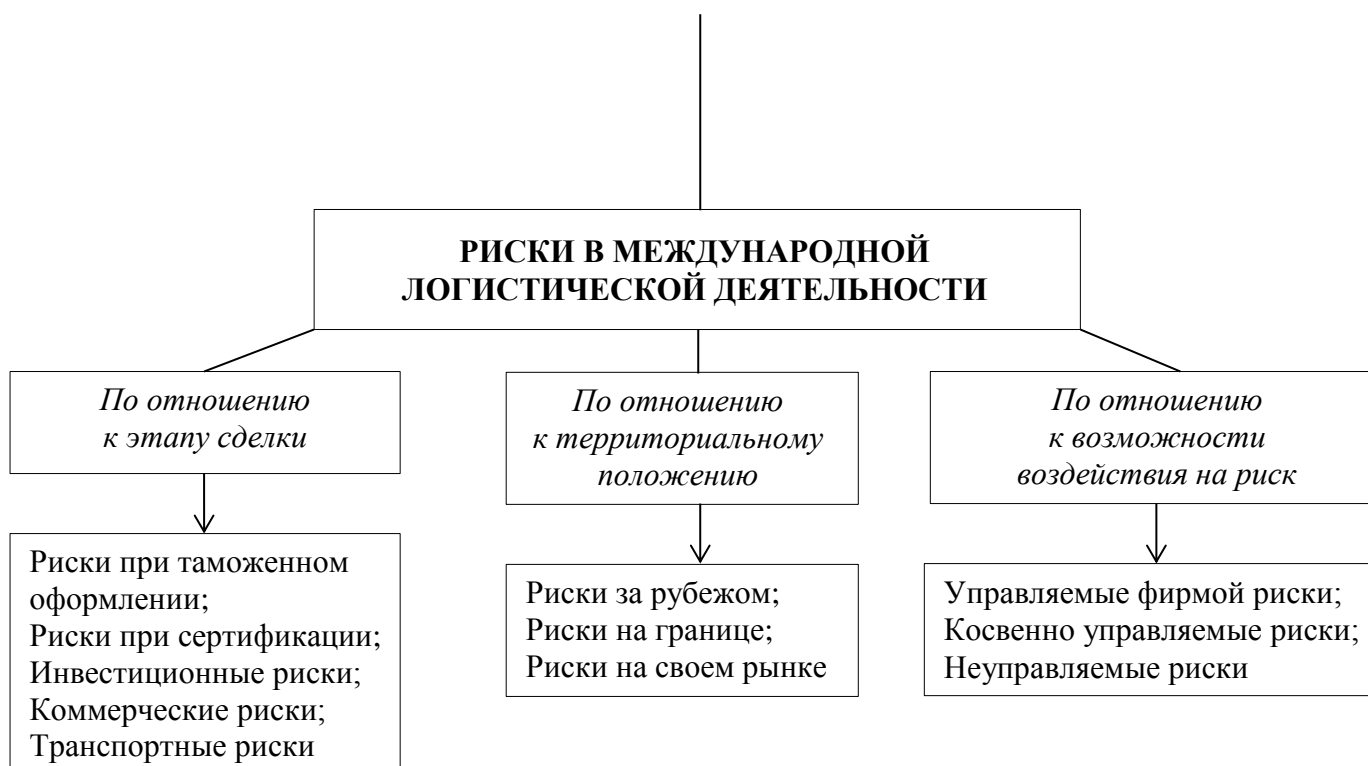 РИСКИ В МЕЖДУНАРОДНОЙ
ЛОГИСТИЧЕСКОЙ ДЕЯТЕЛЬНОСТИ
По отношению
к этапу сделки
По отношению
к территориальному
положению
По отношению
к возможности
воздействия на риск
Риски при таможенном
оформлении;
Риски при сертификации;
Инвестиционные риски;
Коммерческие риски;
Транспортные риски
Риски за рубежом;
Риски на границе;
Риски на своем рынке
Управляемые фирмой риски;
Косвенно управляемые риски;
Неуправляемые риски